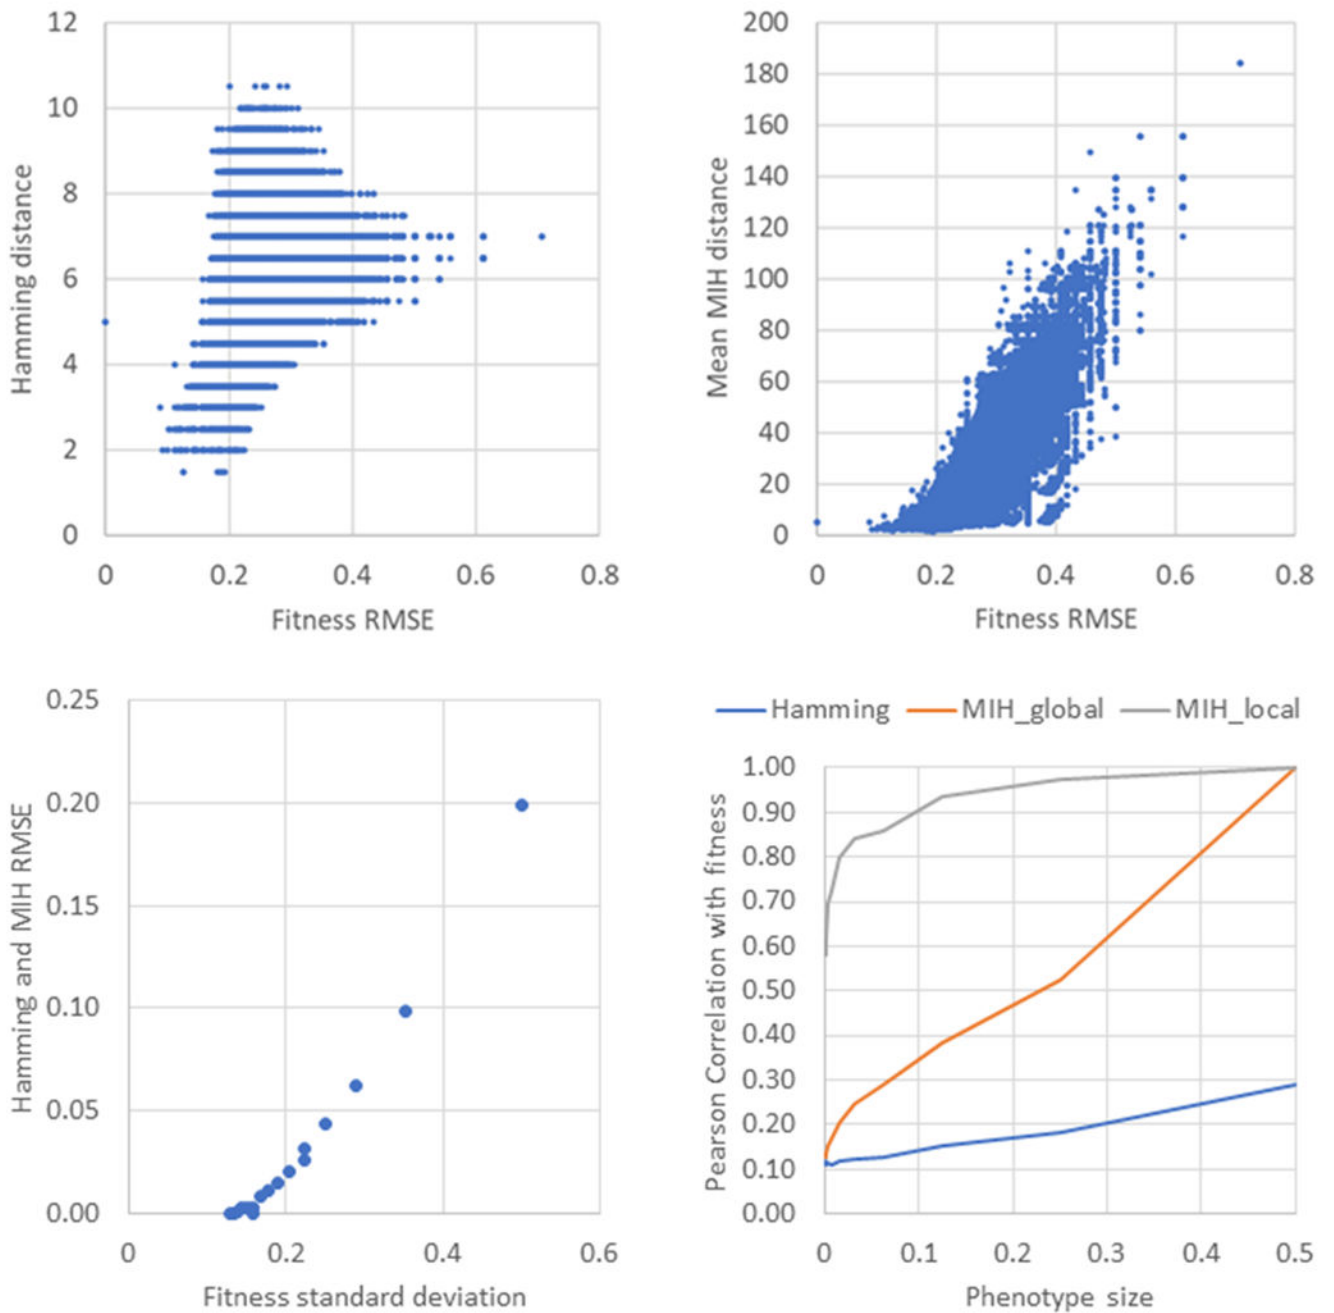 12
10
8
6
4
2
0
Hamming distance
0 0.2 0.4 0.6 0.8
Fitness RMSE
200
180
160
140
120
100
80
60
40
20
0
Mean MIH distance
0 0.2 0.4 0.6 0.8
Fitness RMSE
0.25
0.20
0.15
0.10
0.05
0.00
Hamming and MIH RMSE
0 0.2 0.4 0.6
Fitness standard deviation
Hamming MIH_global MIH_local
1.00
0.90
0.80
0.70
0.60
0.50
0.40
0.30
0.20
0.10
0.00
Pearson Correlation with fitness
0 0.1 0.2 0.3 0.4 0.5
Phenotype size